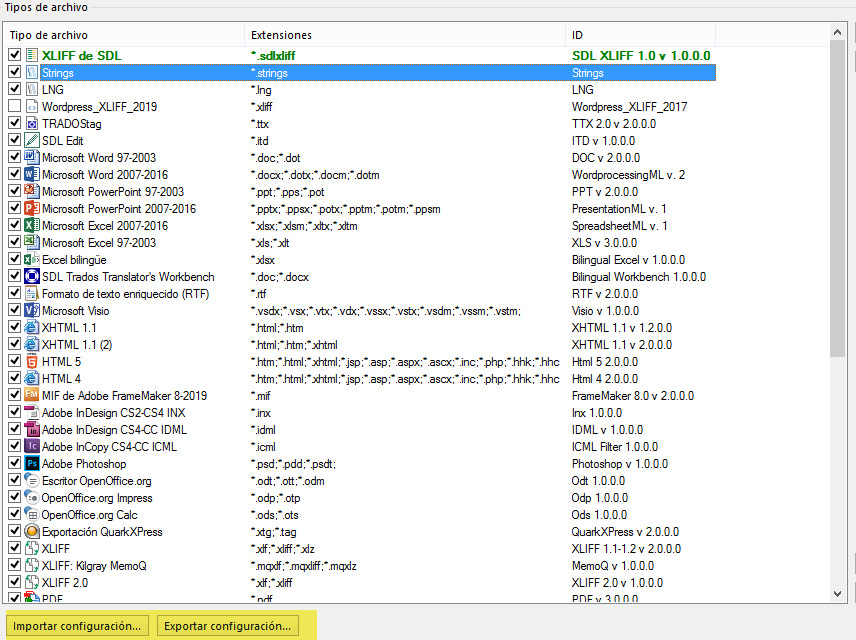 Tipos de archivo
Tipo de archivo Extensiones ID
XLIFF de SDL *.sdlxliff SDL XLIFF 1.0 v 1.0.0.0
Strings *.strings Strings
LNG *.lng LNG
Wordpress_XLIFF_2019 *.xliff Wordpress_XLIFF_2017
TRADOStag *.ttx TTX 2.0 v 2.0.0.0
SDL Edit *.itd ITD v 1.0.0.0
Microsoft Word 97-2003 *.doc;*.dot DOC v 2.0.0.0
Microsoft Word 2007-2016 *.docx;*.dotx;*.docm;*.dotm WordprocessingML v. 2
Microsoft PowerPoint 97-2003 *.ppt;*.pps;*.pot PPT v 2.0.0.0
Microsoft PowerPoint 2007-2016 *.pptx;*.ppsx;*.potx;*.pptm;*.potm;*.ppsm PresentationML v. 1
Microsoft Excel 2007-2016 *.xlsx;*.xlsm;*.xltx;*.xltm SpreadsheetML v. 1
Microsoft Excel 97-2003 *.xls;*.xlt XLS v 3.0.0.0
Excel bilingüe *.xlsx Bilingual Excel v 1.0.0.0
SDL Trados Translator's Workbench *.doc;*.docx Bilingual Workbench 1.0.0.0
Formato de texto enriquecido (RTF) *.rtf RTF v 2.0.0.0
Microsoft Visio *.vsdx;*.vsx;*.vtx;*.vdx;*.vssx;*.vstx;*.vsdm;*.vssm;*.vstm; Visio v 1.0.0.0
XHTML 1.1 *.html;*.htm XHTML 1.1 v 1.2.0.0
XHTML 1.1 (2) *.html;*.htm;*.xhtml XHTML 1.1 v 2.0.0.0
HTML 5 *.htm;*.html;*.xhtml;*.jsp;*.asp;*.aspx;*.ascx;*.inc;*.php;*.hhk;*.hhc Html 5 2.0.0.0
HTML 4 *.htm;*.html;*.xhtml;*.jsp;*.asp;*.aspx;*.ascx;*.inc;*.php;*.hhk;*.hhc Html 4 2.0.0.0
MIF de Adobe FrameMaker 8-2019 *.mif FrameMaker 8.0 v 2.0.0.0
Adobe InDesign CS2-CS4 INX *.inx Inx 1.0.0.0
Adobe InDesign CS4-CC IDML *.idml IDML v 1.0.0.0
Adobe InCopy CS4-CC ICML *.icml ICML Filter 1.0.0.0
Adobe Photoshop *.psd;*.pdd;*.psdt; Photoshop v 1.0.0.0
Escritor OpenOffice.org *.odt;*.ott;*.odm Odt 1.0.0.0
OpenOffice.org Impress *.odp;*.otp Odp 1.0.0.0
OpenOffice.org Calc *.ods;*.ots Ods 1.0.0.0
Exportación QuarkXPress *.xtg;*.tag QuarkXPress v 2.0.0.0
XLIFF *.xlf;*.xliff;*.xlz XLIFF 1.1-1.2 v 2.0.0.0
XLIFF: Kilgray MemoQ *.mqxlf;*.mqxliff;*.mqxlz MemoQ v 1.0.0.0
XLIFF 2.0 *.xlf;*.xliff XLIFF 2.0 v 1.0.0.0
PDF *.pdf PDF v 3.0.0.0
Importar configuración... Exportar configuración...